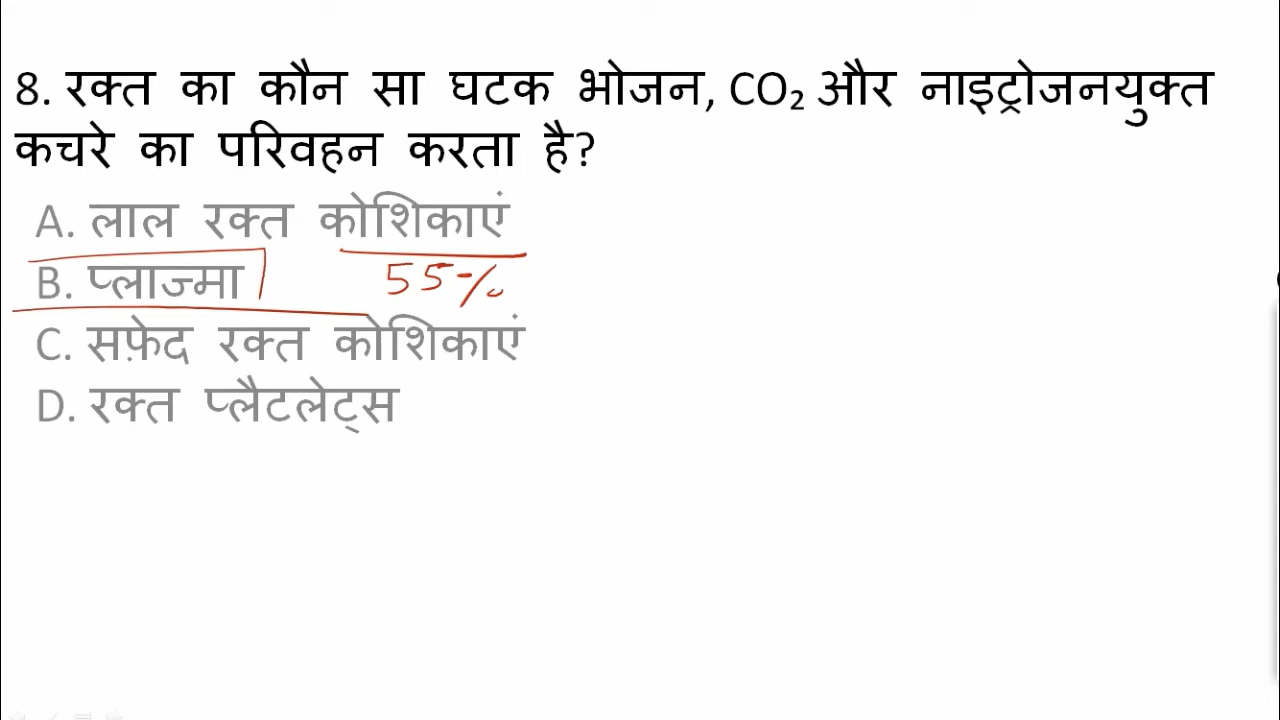 8. रक्त का कौन सा घटक भोजन, CO₂ और नाइट्रोजनयुक्त
कचरे का परिवहन करता है?
A. लाल रक्त कोशिकाएं
B. प्लाज्मा 55%
C. सफ़ेद रक्त कोशिकाएं
D. रक्त प्लैटलेट्स